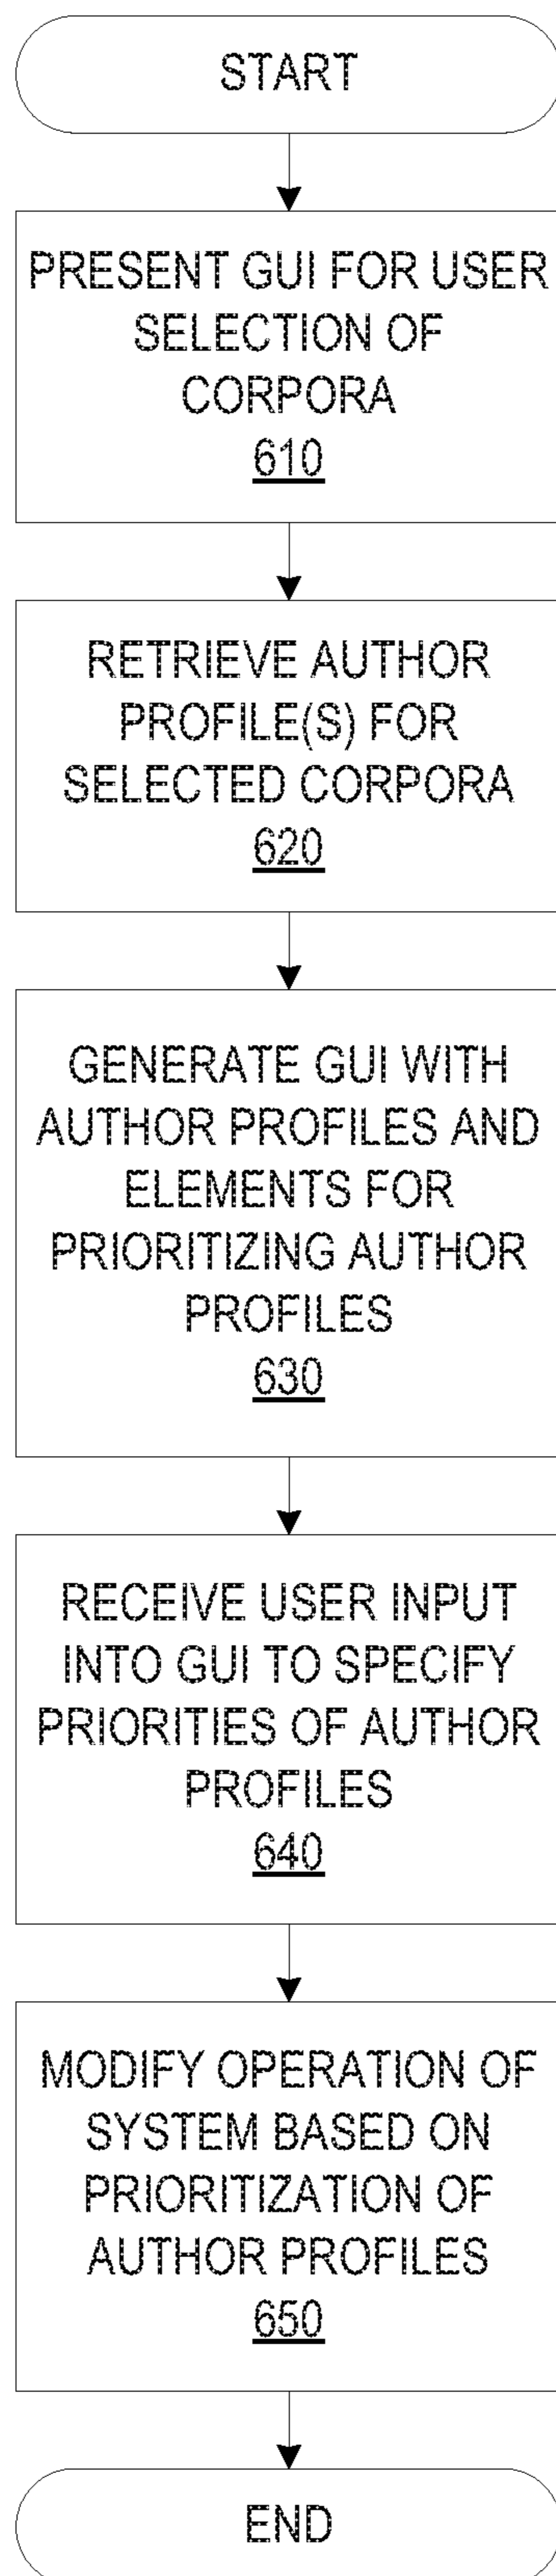 START
PRESENT GUI FOR USER
SELECTION OF
CORPORA
610
RETRIEVE AUTHOR
PROFILE(S) FOR
SELECTED CORPORA
620
GENERATE GUI WITH
AUTHOR PROFILES AND
ELEMENTS FOR
PRIORITIZING AUTHOR
PROFILES
630
RECEIVE USER INPUT
INTO GUI TO SPECIFY
PRIORITIES OF AUTHOR
PROFILES
640
MODIFY OPERATION OF
SYSTEM BASED ON
PRIORITIZATION OF
AUTHOR PROFILES
650
END